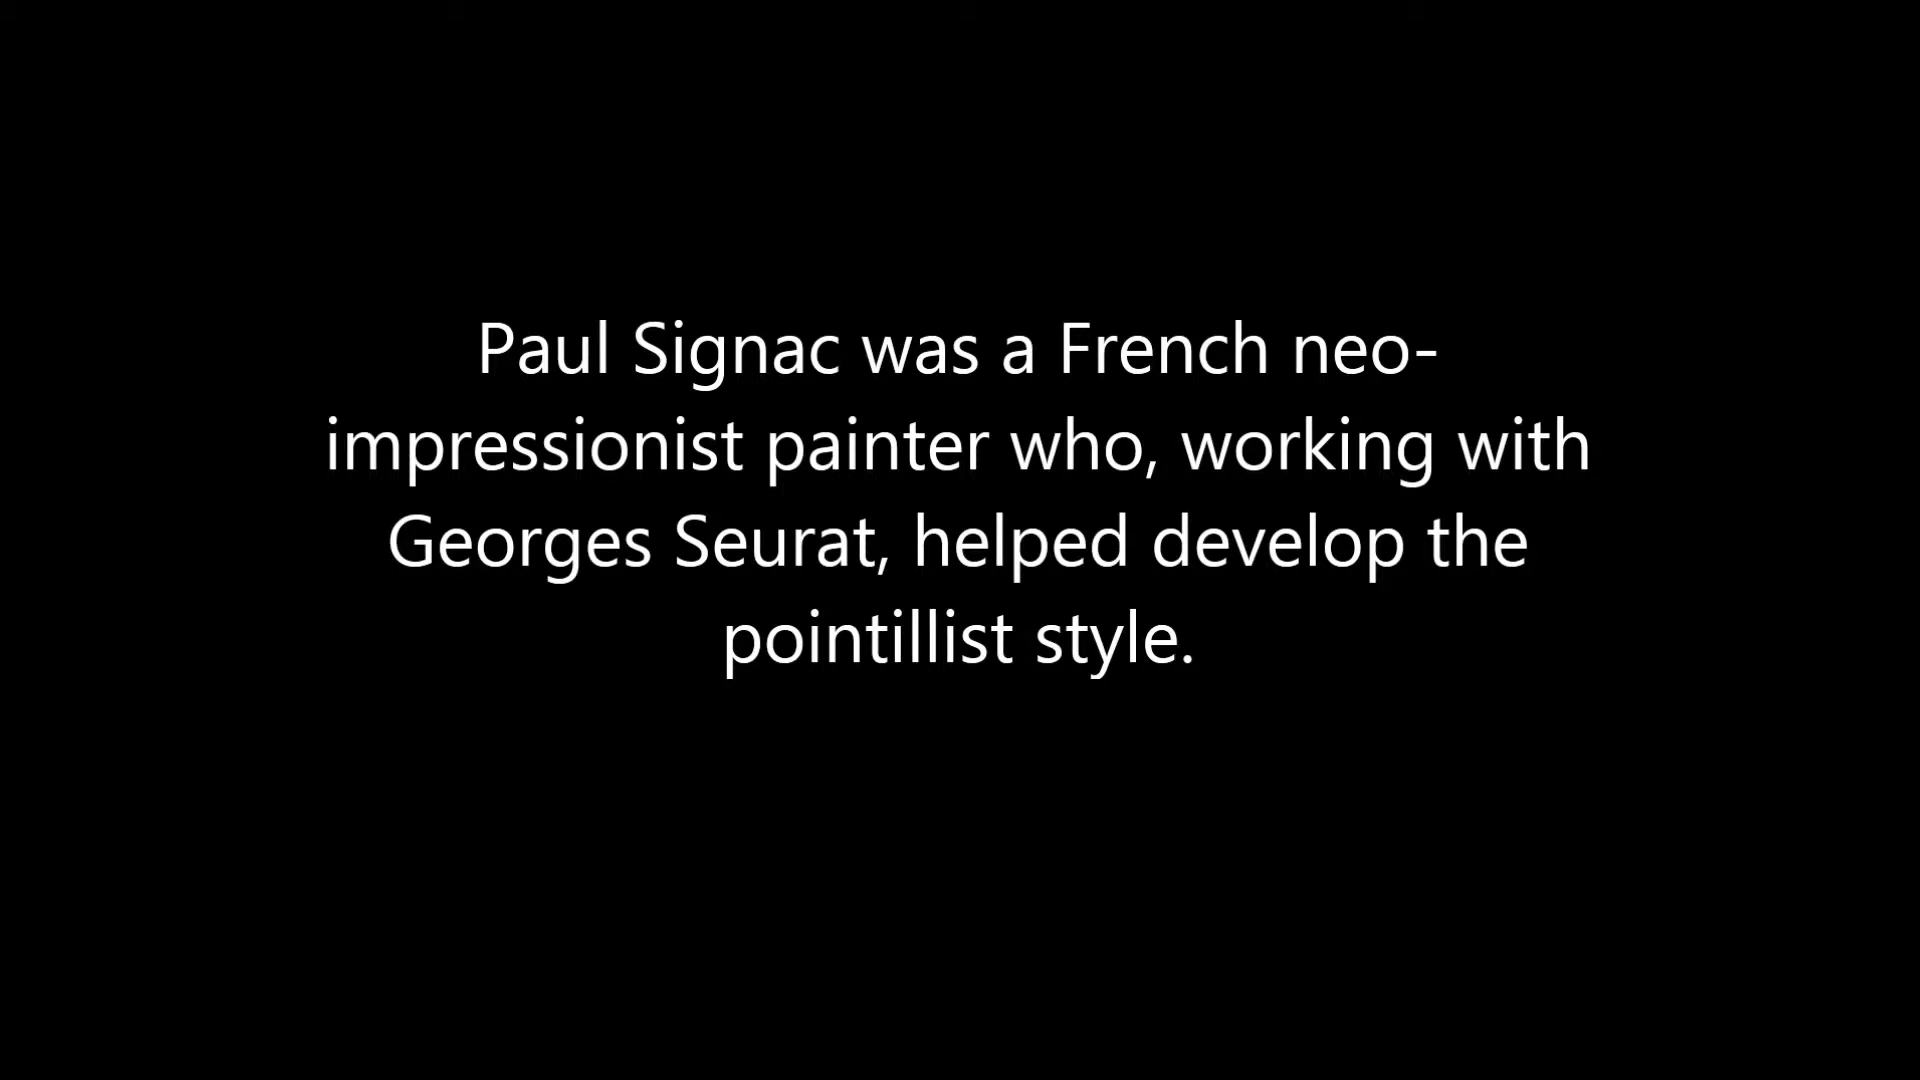 Paul Signac was a French neo-
impressionist painter who, working with
Georges Seurat, helped develop the
pointillist style.